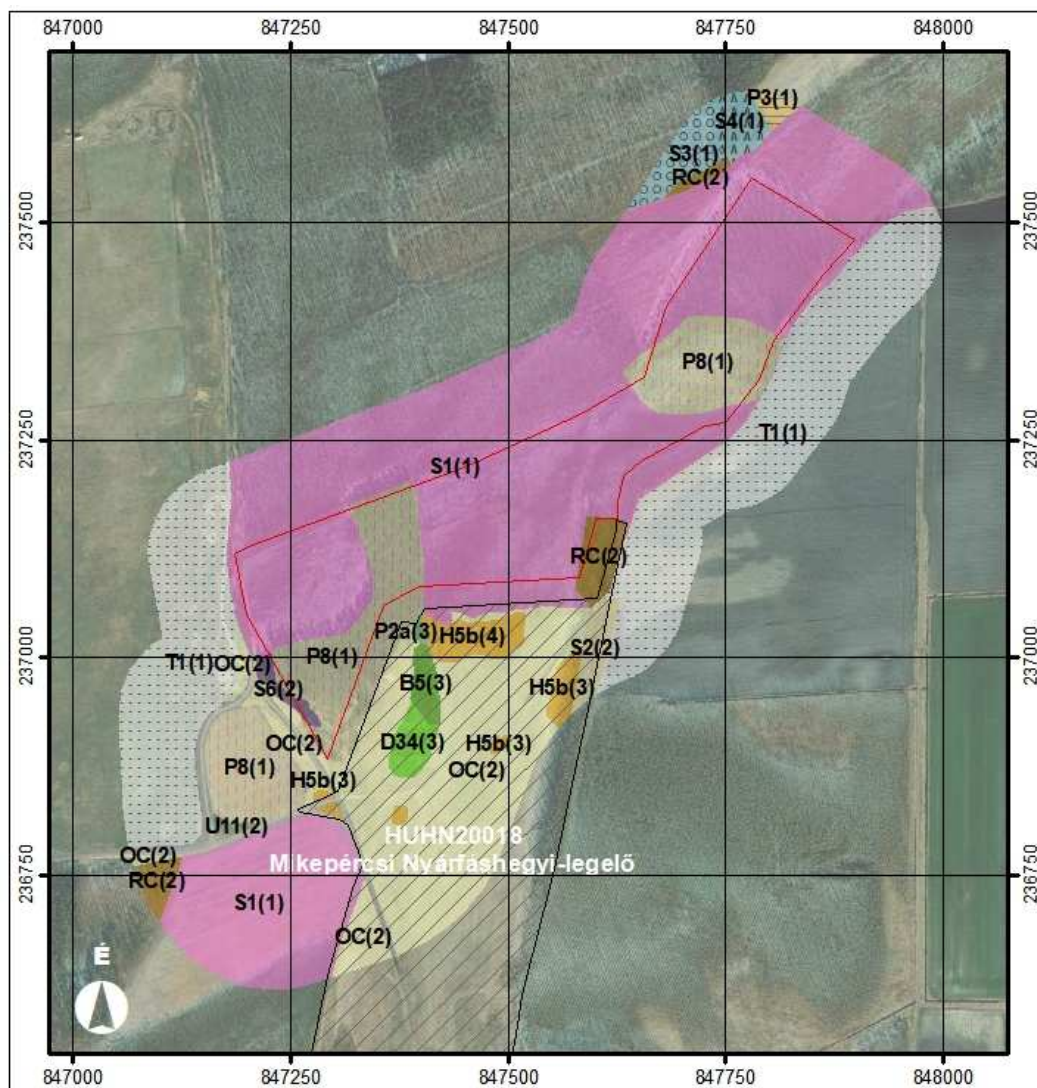 847000 847250 847500 847750 848000
P3(1)
S4(1)
S3(1)
RC(2)
237500 237500
P8(1)
T1(1)
237250 237250
S1(1)
RC(2)
P2a(3) H5b(4)
S2(2)
237000 P8(1) 237000
T1(1) OC(2)
S6(2) B5(3) H5b(3)
OC(2) D34(3) H5b(3)
P8(1) OC(2)
H5b(3)
U11(2) HUHN20018
OC(2) Mikepércsi Nyárfáshegyi-legelő
RC(2)
236750 236750
S1(1)
OC(2)
É
847000 847250 847500 847750 848000